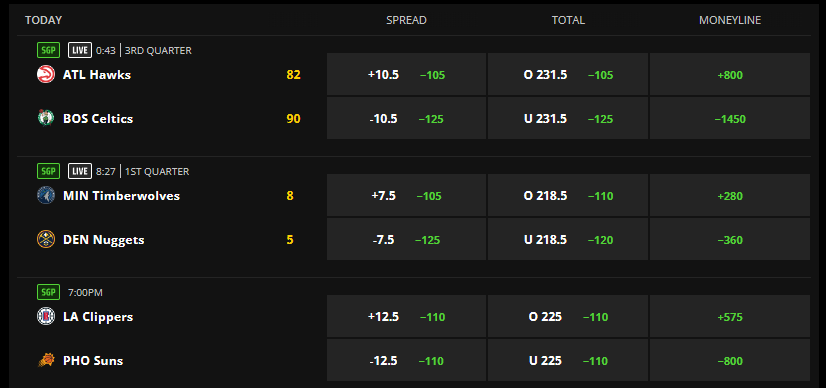 TODAY SPREAD TOTAL MONEYLINE
SGP LIVE 0:43 | 3RD QUARTER
ATL Hawks 82 +10.5 −105 O 231.5 −105 +800
BOS Celtics 90 -10.5 −125 U 231.5 −125 −1450
SGP LIVE 8:27 | 1ST QUARTER
MIN Timberwolves 8 +7.5 −105 O 218.5 −110 +280
DEN Nuggets 5 -7.5 −125 U 218.5 −120 −360
SGP 7:00PM
LA Clippers +12.5 −110 O 225 −110 +575
PHO Suns -12.5 −110 U 225 −110 −800